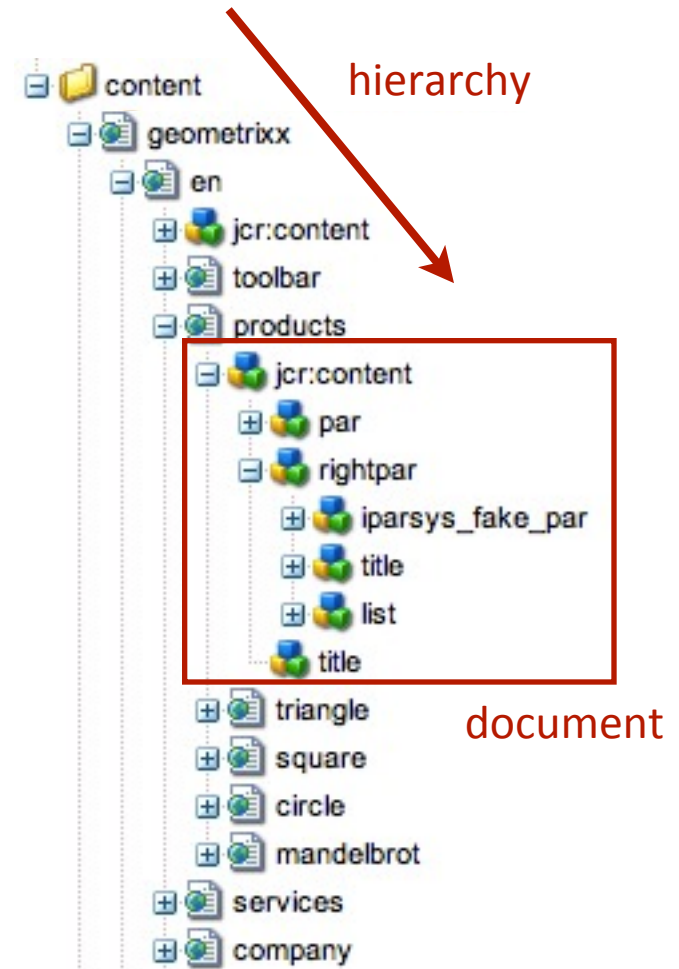 hierarchy
content
geometrixx
en
jcr:content
toolbar
products
jcr:content
par
rightpar
iparsys_fake_par
title
list
title
triangle
document
square
circle
mandelbrot
services
company